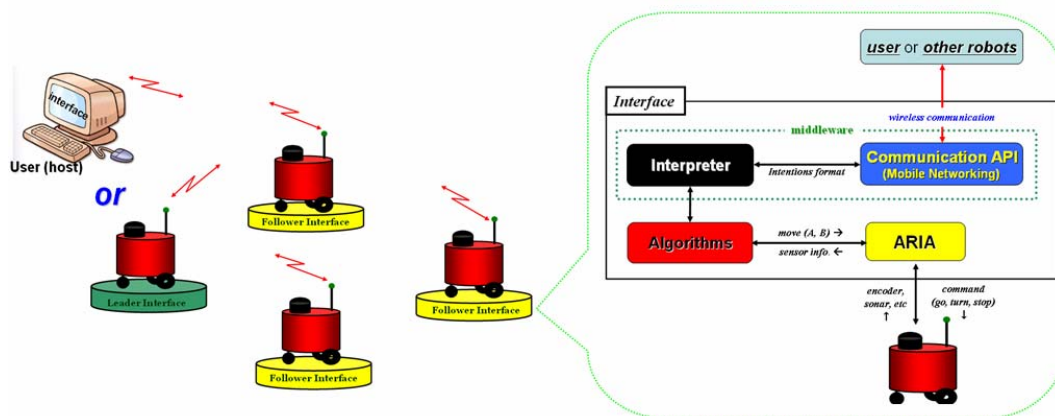 interface
User (host)
or
Leader Interface
Follower Interface
Follower Interface
Follower Interface
user or other robots
Interface
wireless communication
middleware
Interpreter
Intentions format
Communication API
(Mobile Networking)
Algorithms
move (A, B) →
sensor info. ←
ARIA
encoder,
sonar, etc
↑
command
(go, turn, stop)
↓